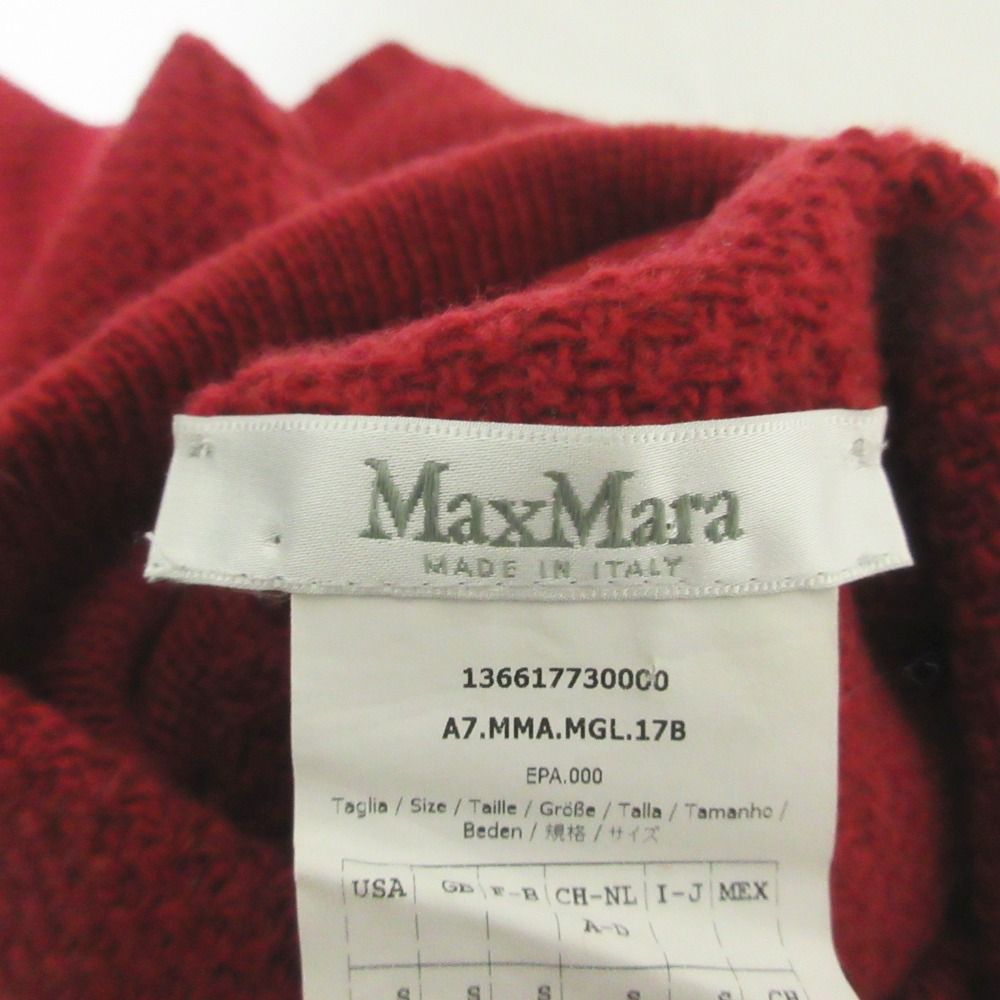 MaxMara
MADE IN ITALY
136617730000
A7.MMA.MGL.17B
EPA.000
Taglia / Size / Taille / Größe / Talla / Tamanho /
Beden / 規格 / サイズ
USA GB F-B CH-NL I-J MEX
A-D
S S S S S CH